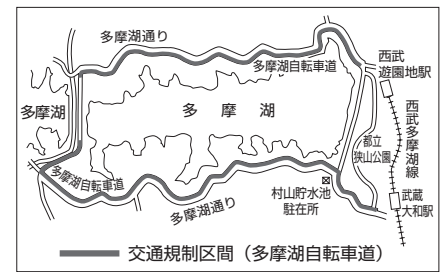 多摩湖通り
西武
遊園地駅
多摩湖自転車道
多摩湖
多摩湖
西武多摩湖線
都立
狭山公園
多摩湖自転車道
多摩湖通り
村山貯水池
駐在所
武蔵
大和駅
交通規制区間（多摩湖自転車道）